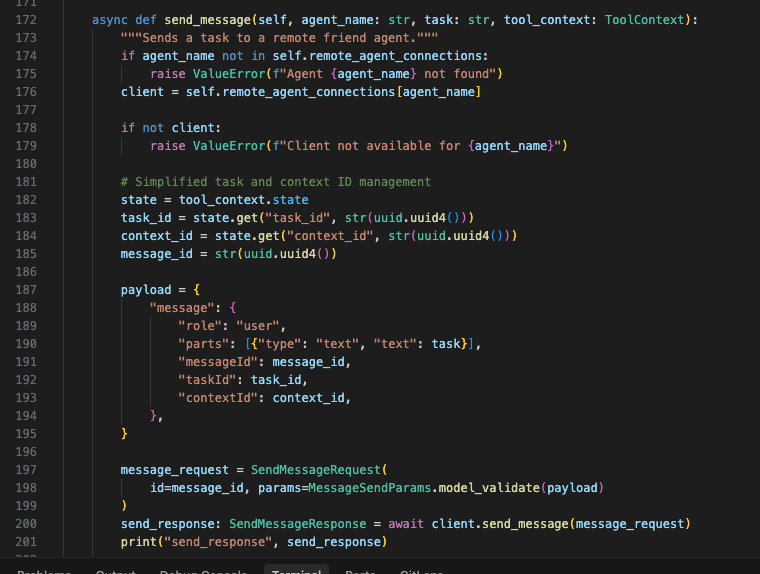 171
172 async def send_message(self, agent_name: str, task: str, tool_context: ToolContext):
173 """Sends a task to a remote friend agent."""
174 if agent_name not in self.remote_agent_connections:
175 raise ValueError(f"Agent {agent_name} not found")
176 client = self.remote_agent_connections[agent_name]
177
178 if not client:
179 raise ValueError(f"Client not available for {agent_name}")
180
181 # Simplified task and context ID management
182 state = tool_context.state
183 task_id = state.get("task_id", str(uuid.uuid4()))
184 context_id = state.get("context_id", str(uuid.uuid4()))
185 message_id = str(uuid.uuid4())
186
187 payload = {
188 "message": {
189 "role": "user",
190 "parts": [{"type": "text", "text": task}],
191 "messageId": message_id,
192 "taskId": task_id,
193 "contextId": context_id,
194 },
195 }
196
197 message_request = SendMessageRequest(
198 id=message_id, params=MessageSendParams.model_validate(payload)
199 )
200 send_response: SendMessageResponse = await client.send_message(message_request)
201 print("send_response", send_response)
Problems Output Debug Console Terminal Ports GitLens